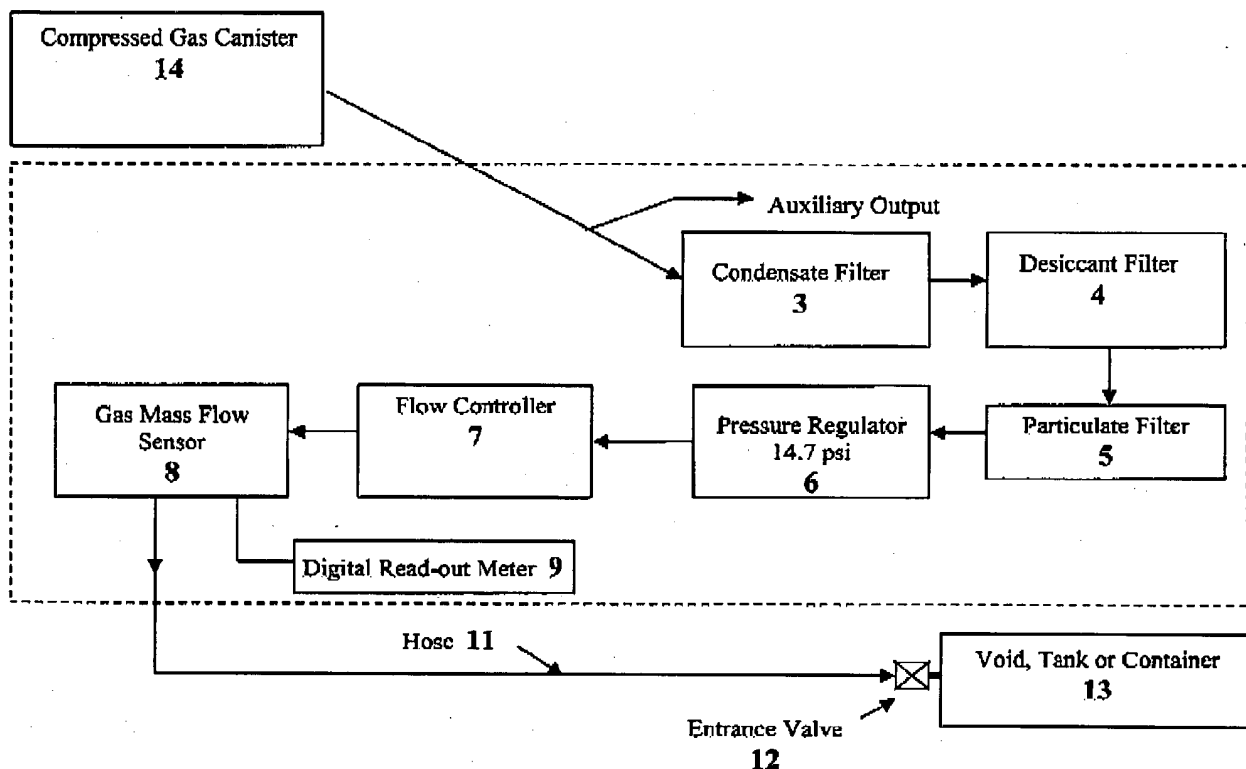 Compressed Gas Canister
14
Auxiliary Output
Condensate Filter
3
Desiccant Filter
4
Gas Mass Flow
Sensor
8
Flow Controller
7
Pressure Regulator
14.7 psi
6
Particulate Filter
5
Digital Read-out Meter 9
Hose 11
Void, Tank or Container
13
Entrance Valve
12